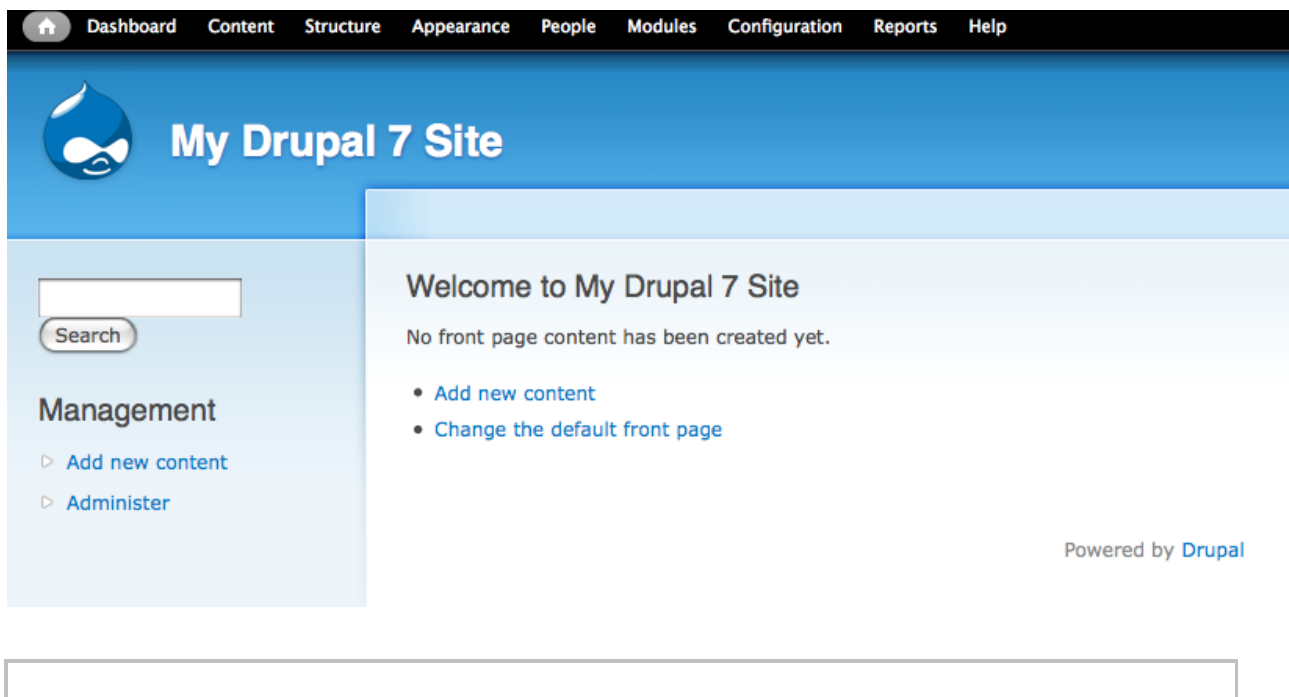 Dashboard Content Structure Appearance People Modules Configuration Reports Help
My Drupal 7 Site
Search
Management
Add new content
Administer
Welcome to My Drupal 7 Site
No front page content has been created yet.
• Add new content
• Change the default front page
Powered by Drupal